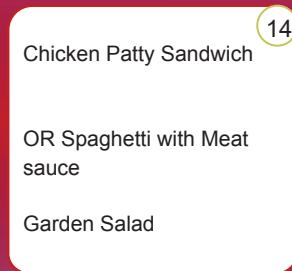 14
Chicken Patty Sandwich
OR Spaghetti with Meat
sauce
Garden Salad